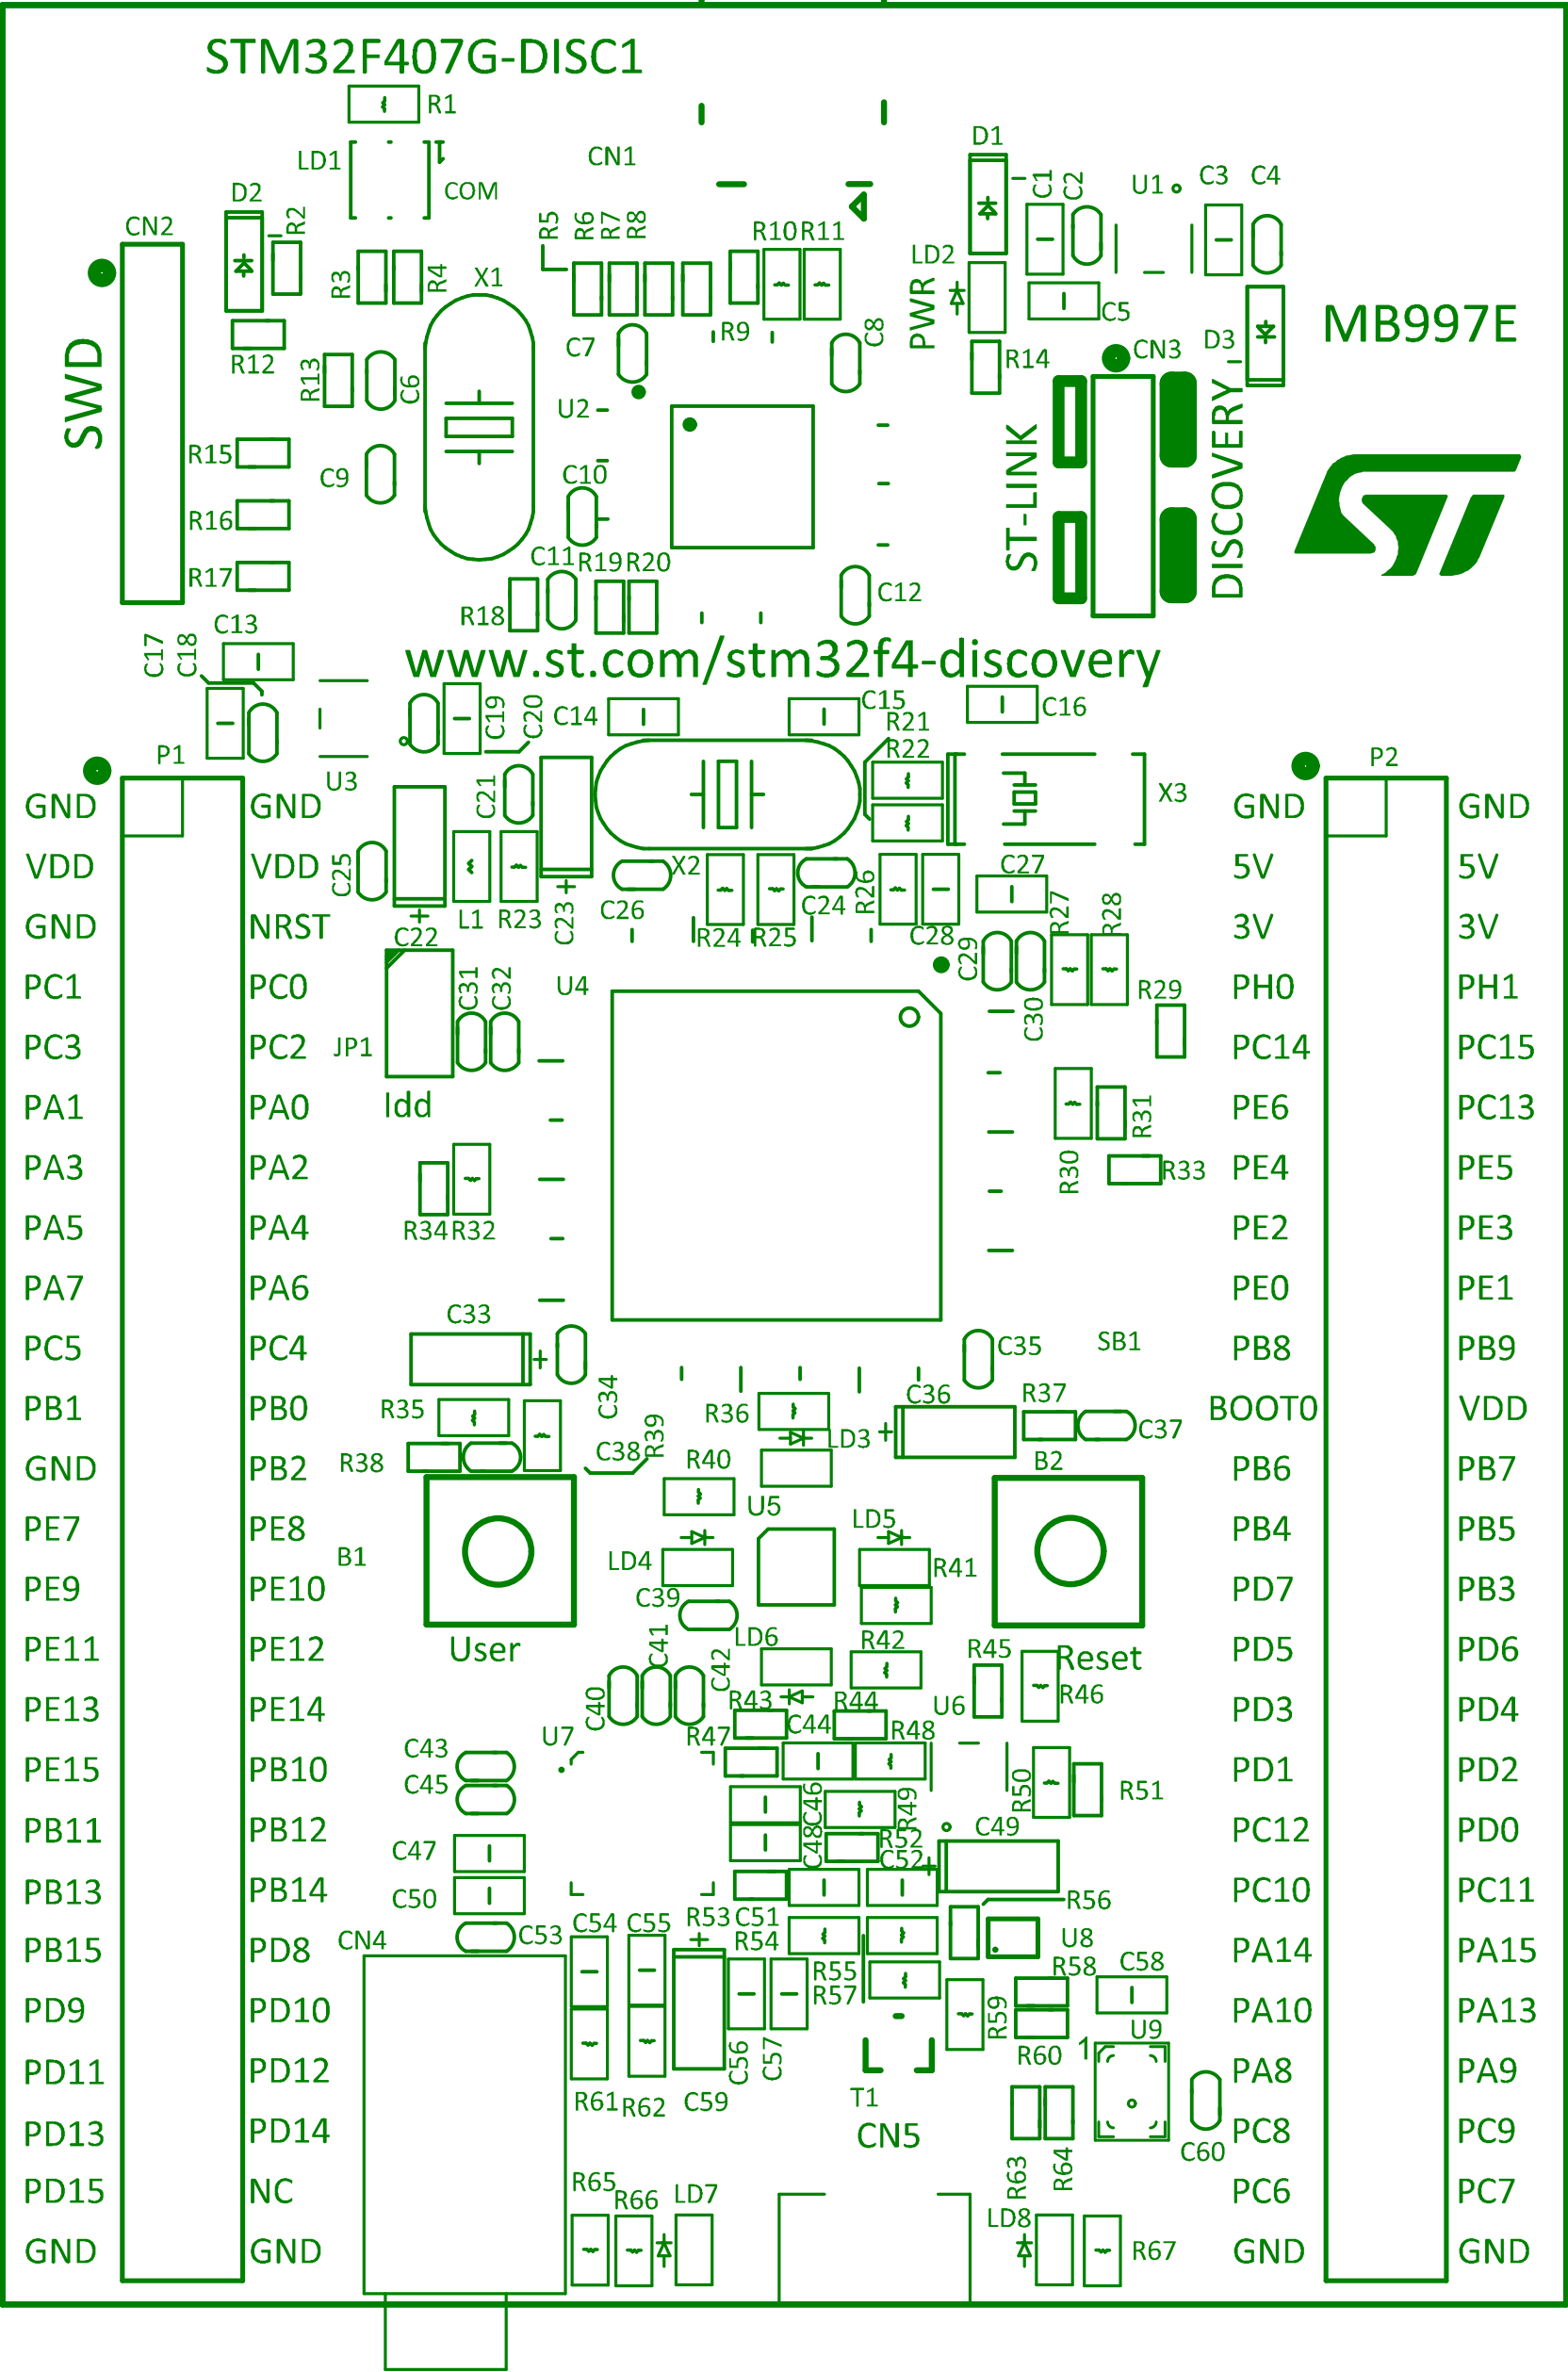 STM32F407G-DISC1
R1
LD1
COM
CN1
D1
D2
R2
CN2
R5
R6
R7
R8
R10
R11
C1
C2
U1
C3
C4
LD2
PWR
R3
R4
X1
C5
R12
R13
C6
C7
R9
C8
R14
CN3
D3
MB997E
SWD
U2
ST-LINK
DISCOVERY
R15
C9
C10
R16
R17
C11
R19
R20
R18
C12
C13
C17
C18
www.st.com/stm32f4-discovery
C14
C19
C20
C15
R21
R22
C16
P1
P2
U3
C21
X3
GND
GND
GND
GND
VDD
VDD
5V
5V
C25
X2
C27
R26
L1
R23
C23
C26
C24
R27
R28
GND
NRST
3V
3V
C22
R24
R25
C28
C29
PC1
PC0
PH0
PH1
C31
C32
U4
C30
R29
PC3
PC2
PC14
PC15
JP1
Idd
PA1
PA0
PE6
PC13
R31
PA3
PA2
PE4
PE5
R30
R33
PA5
PA4
PE2
PE3
R34
R32
PA7
PA6
PE0
PE1
C33
PC5
PC4
PB8
PB9
C35
SB1
C34
PB1
PB0
BOOT0
VDD
R35
R36
C36
R37
C37
LD3
R39
C38
GND
PB2
PB6
PB7
R38
R40
B2
U5
LD5
PE7
PE8
PB4
PB5
B1
LD4
R41
PE9
PE10
PD7
PB3
C39
C41
LD6
R42
PE11
PE12
PD5
PD6
User
C42
R45
Reset
R46
PE13
PE14
PD3
PD4
C40
R43
R44
U6
U7
R47
C44
R48
C43
PE15
PB10
PD1
PD2
C45
C46
R49
R50
R51
PB11
PB12
PC12
PD0
C47
C48
R52
C49
C52
PB13
PB14
PC10
PC11
C50
R56
C54
C55
R53
C51
CN4
C53
R54
U8
PB15
PD8
PA14
PA15
R55
R57
R58
C58
PD9
PD10
PA10
PA13
R59
U9
R60
1
PD11
PD12
PA8
PA9
C56
C57
R61
R62
C59
T1
CN5
PD13
PD14
PC8
PC9
C60
R63
R64
PD15
NC
PC6
PC7
R65
R66
LD7
LD8
GND
GND
GND
GND
R67